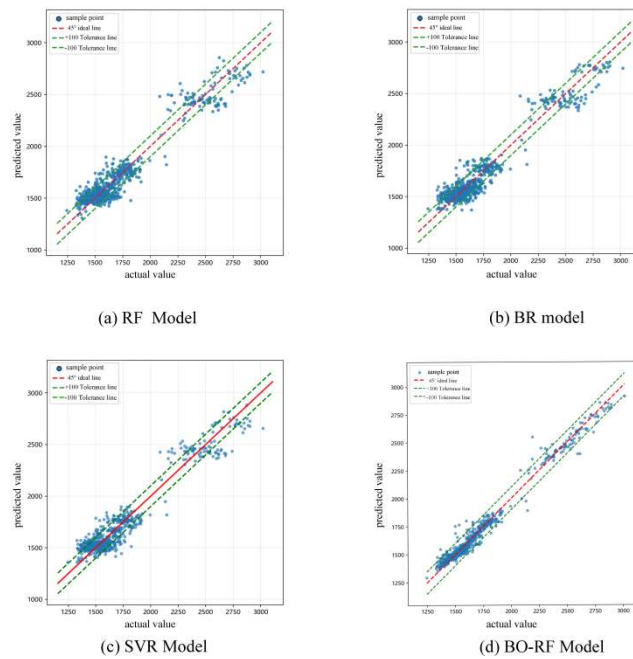 sample point
45° ideal line
+100 Tolerance line
-100 Tolerance line
3000
2500
2000
1500
1000
predicted value
1250 1500 1750 2000 2250 2500 2750 3000
actual value
(a) RF Model
sample point
45° ideal line
+100 Tolerance line
-100 Tolerance line
3000
2500
2000
1500
1000
predicted value
1250 1500 1750 2000 2250 2500 2750 3000
actual value
(b) BR model
sample point
45° ideal line
+100 Tolerance line
-100 Tolerance line
3000
2500
2000
1500
1000
predicted value
1250 1500 1750 2000 2250 2500 2750 3000
actual value
(c) SVR Model
sample point
45° ideal line
-100 Tolerance line
-100 Tolerance line
3000
2750
2500
2250
2000
1750
1500
1250
predicted value
1250 1500 1750 2000 2250 2500 2750 3000
actual value
(d) BO-RF Model